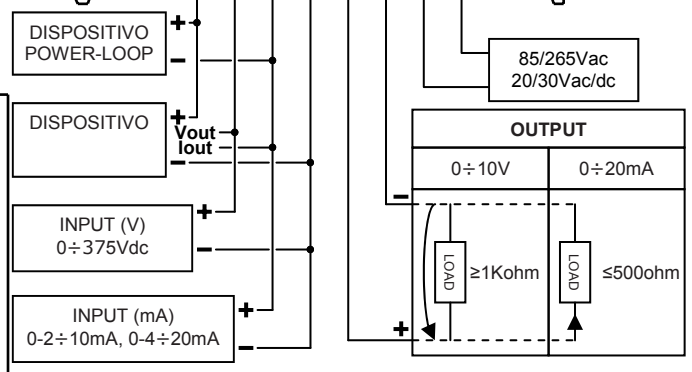 DISPOSITIVO
POWER-LOOP
+
−
DISPOSITIVO
+
Vout
Iout
−
INPUT (V)
0÷375Vdc
+
−
INPUT (mA)
0-2÷10mA, 0-4÷20mA
+
−
85/265Vac
20/30Vac/dc
OUTPUT
0÷10V
0÷20mA
−
LOAD
≥1Kohm
LOAD
≤500ohm
+